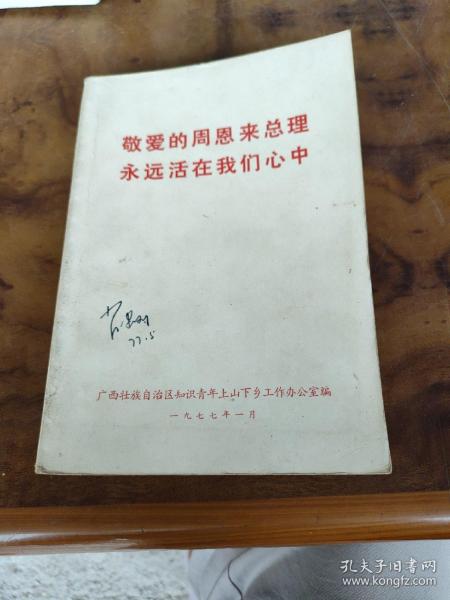 敬爱的周恩来总理
永远活在我们心中
77.5
广西壮族自治区知识青年上山下乡工作办公室编
一九七七年一月
孔夫子旧书网
www.kongfz.com